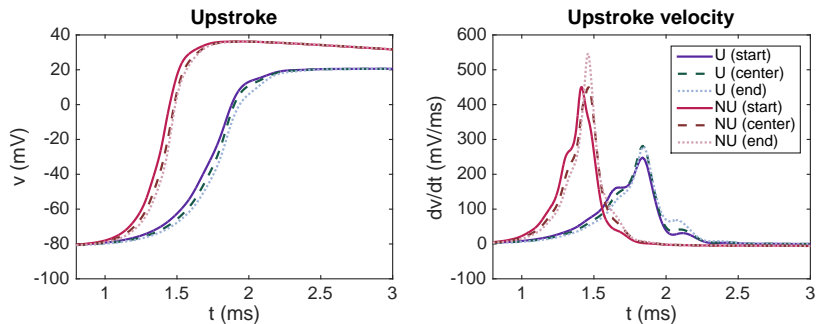 Upstroke
40
20
0
-20
-40
-60
-80
-100
v (mV)
1
1.5
2
2.5
3
t (ms)
Upstroke velocity
600
500
400
300
200
100
0
-100
dv/dt (mV/ms)
1
1.5
2
2.5
3
t (ms)
U (start)
U (center)
U (end)
NU (start)
NU (center)
NU (end)